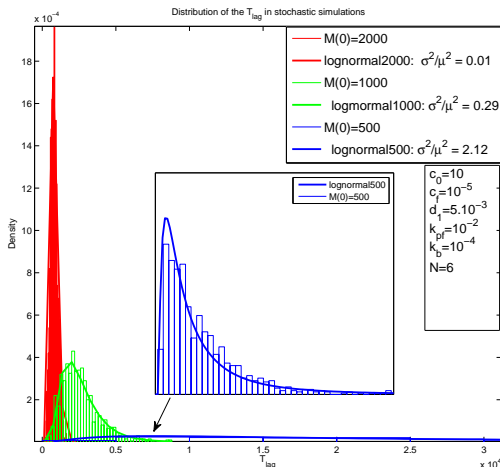 Distribution of the T_lag in stochastic simulations
x 10^-4
M(0)=2000
lognormal2000: σ²/μ² = 0.01
M(0)=1000
lognormal1000: σ²/μ² = 0.29
M(0)=500
lognormal500: σ²/μ² = 2.12
c_0=10
c_f=10^-5
d_1=5.10^-3
k_pf=10^-2
k_b=10^-4
N=6
lognormal500
M(0)=500
Density
18
16
14
12
10
8
6
4
2
0
0.5
1
1.5
2
2.5
3
x 10^4
T_lag